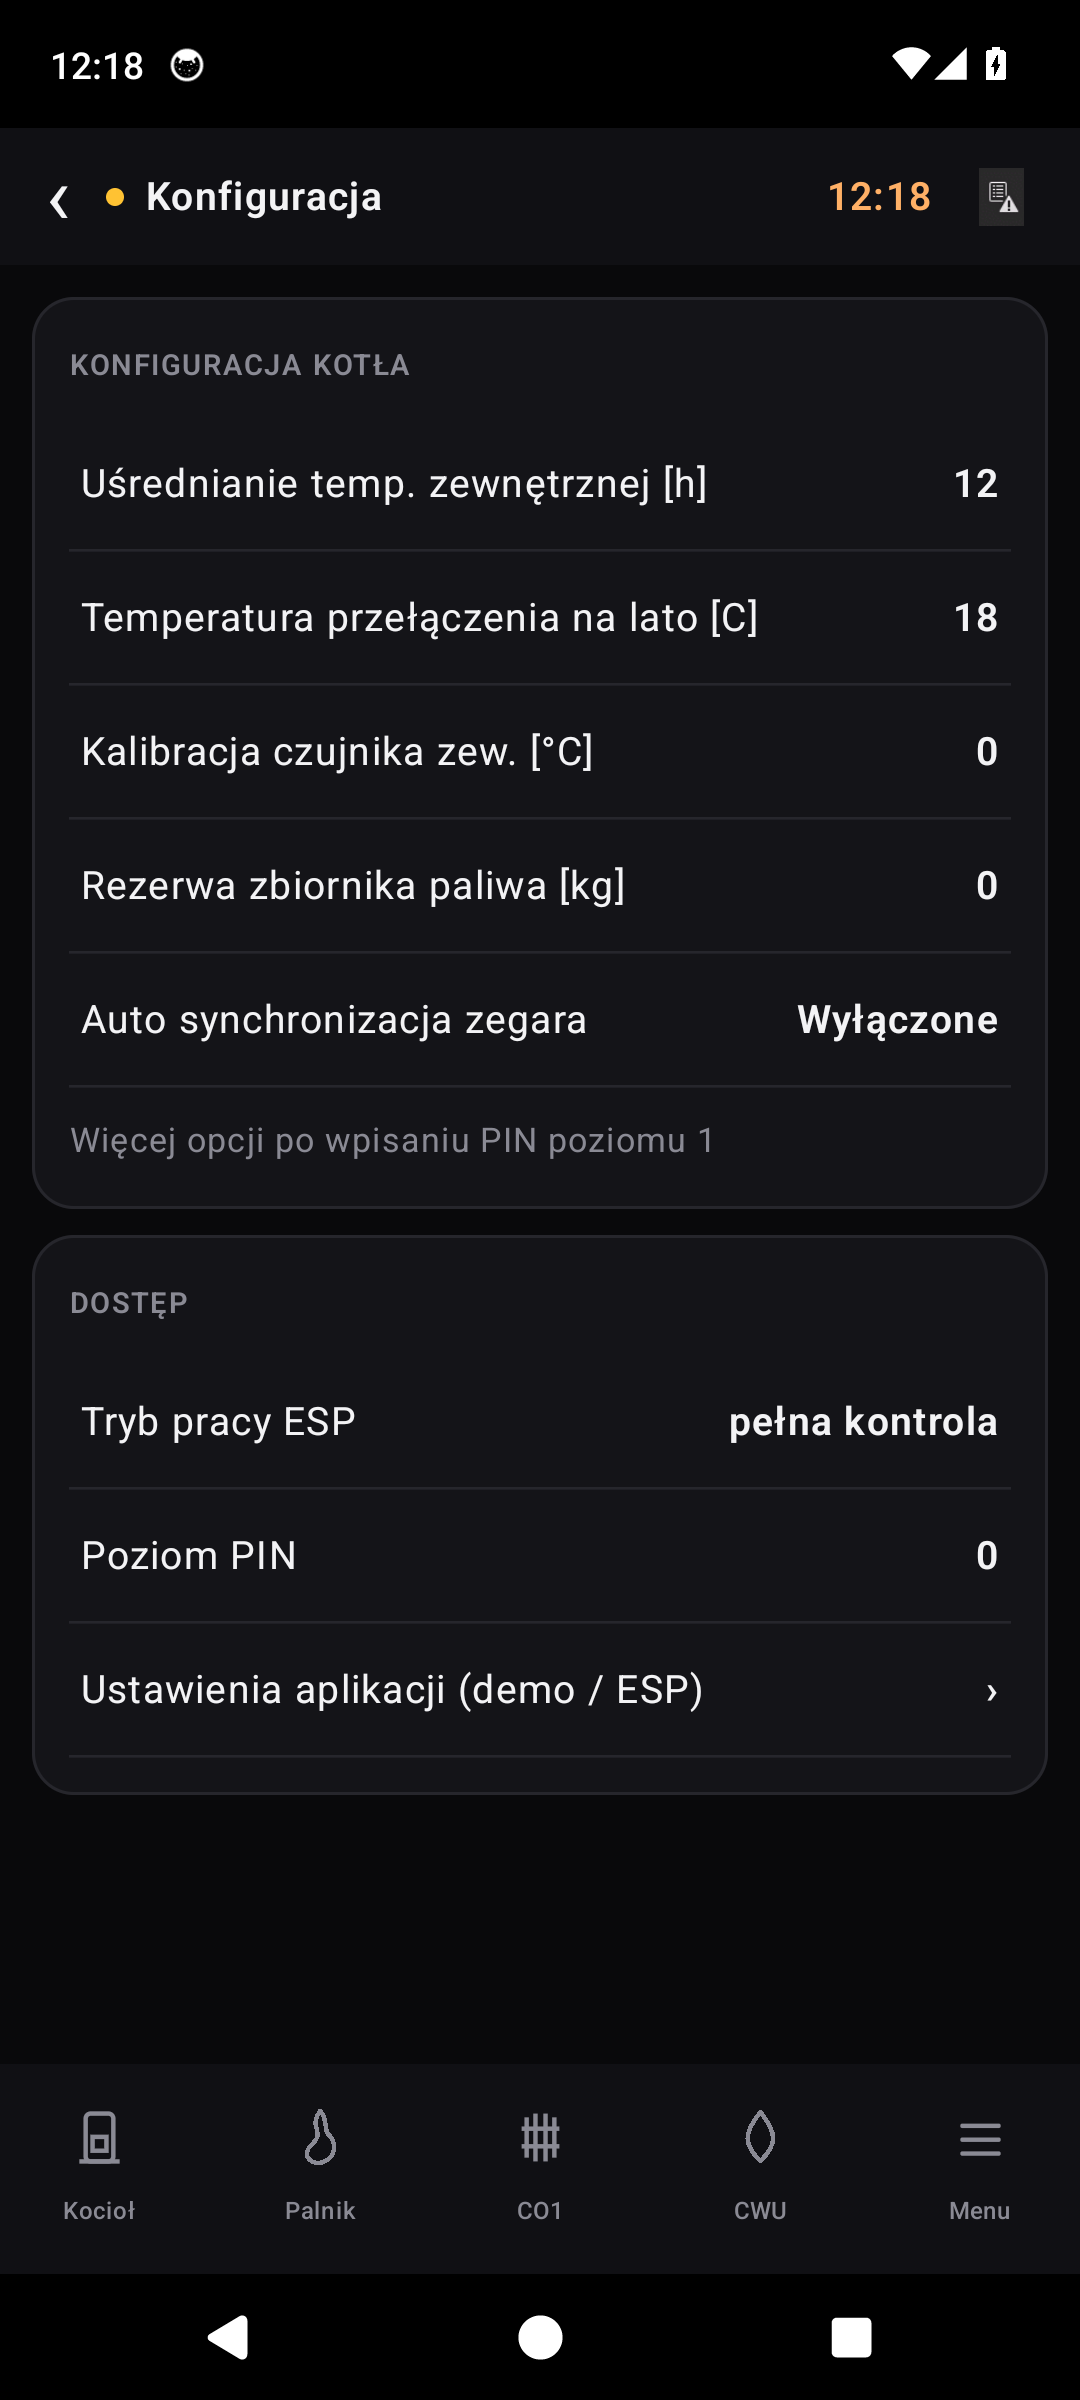 12:18
‹ Konfiguracja 12:18
KONFIGURACJA KOTŁA
Uśrednianie temp. zewnętrznej [h] 12
Temperatura przełączenia na lato [C] 18
Kalibracja czujnika zew. [°C] 0
Rezerwa zbiornika paliwa [kg] 0
Auto synchronizacja zegara Wyłączone
Więcej opcji po wpisaniu PIN poziomu 1
DOSTĘP
Tryb pracy ESP pełna kontrola
Poziom PIN 0
Ustawienia aplikacji (demo / ESP) ›
Kocioł Palnik CO1 CWU Menu